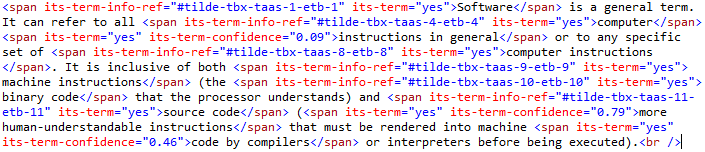 <span its-term-info-ref="#tilde-tbx-taas-1-etb-1" its-term="yes">Software</span> is a general term.
It can refer to all <span its-term-info-ref="#tilde-tbx-taas-4-etb-4" its-term="yes">computer</span>
<span its-term="yes" its-term-confidence="0.09">instructions in general</span> or to any specific
set of <span its-term-info-ref="#tilde-tbx-taas-8-etb-8" its-term="yes">computer instructions
</span>. It is inclusive of both <span its-term-info-ref="#tilde-tbx-taas-9-etb-9" its-term="yes">
machine instructions</span> (the <span its-term-info-ref="#tilde-tbx-taas-10-etb-10" its-term="yes">
binary code</span> that the processor understands) and <span its-term-info-ref="#tilde-tbx-taas-11-
etb-11" its-term="yes">source code</span> (<span its-term="yes" its-term-confidence="0.79">more
human-understandable instructions</span> that must be rendered into machine <span its-term="yes"
its-term-confidence="0.46">code by compilers</span> or interpreters before being executed).<br />